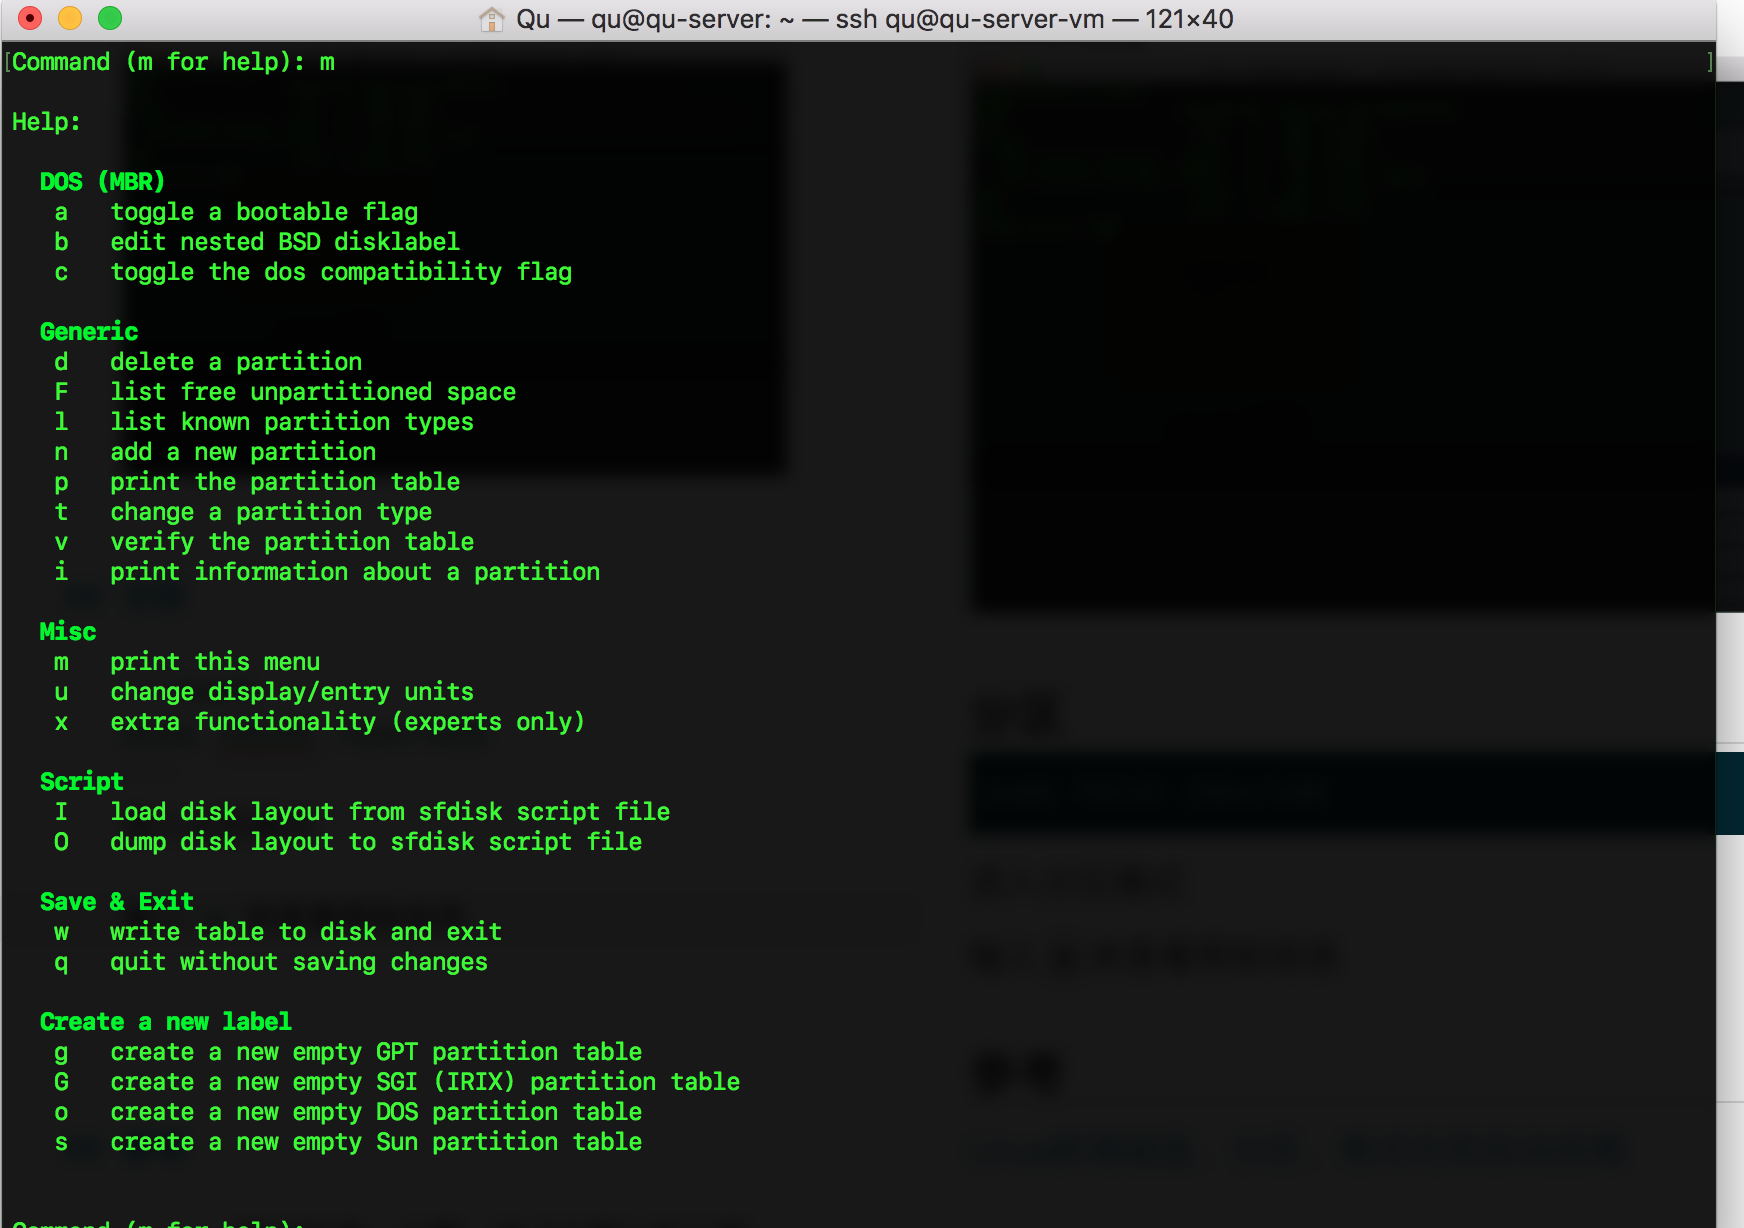 Qu — qu@qu-server: ~ — ssh qu@qu-server-vm — 121×40
[Command (m for help): m ]
Help:
DOS (MBR)
a toggle a bootable flag
b edit nested BSD disklabel
c toggle the dos compatibility flag
Generic
d delete a partition
F list free unpartitioned space
l list known partition types
n add a new partition
p print the partition table
t change a partition type
v verify the partition table
i print information about a partition
Misc
m print this menu
u change display/entry units
x extra functionality (experts only)
Script
I load disk layout from sfdisk script file
O dump disk layout to sfdisk script file
Save & Exit
w write table to disk and exit
q quit without saving changes
Create a new label
g create a new empty GPT partition table
G create a new empty SGI (IRIX) partition table
o create a new empty DOS partition table
s create a new empty Sun partition table
Command (m for help):